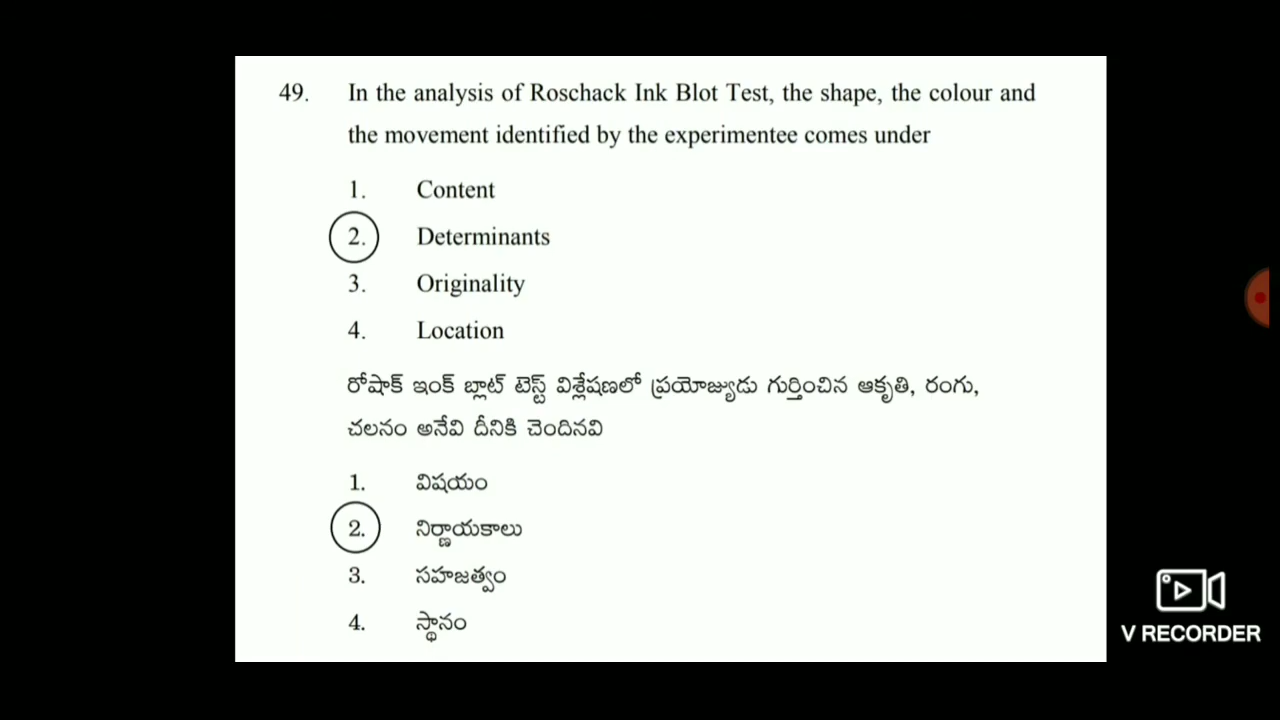 49. In the analysis of Roschack Ink Blot Test, the shape, the colour and
the movement identified by the experimentee comes under
1. Content
2. Determinants
3. Originality
4. Location
రోషాక్ ఇంక్ బ్లాట్ టెస్ట్ విశ్లేషణలో ప్రయోజ్యుడు గుర్తించిన ఆకృతి, రంగు,
చలనం అనేవి దీనికి చెందినవి
1. విషయం
2. నిర్ణాయకాలు
3. సహజత్వం
4. స్థానం
V RECORDER